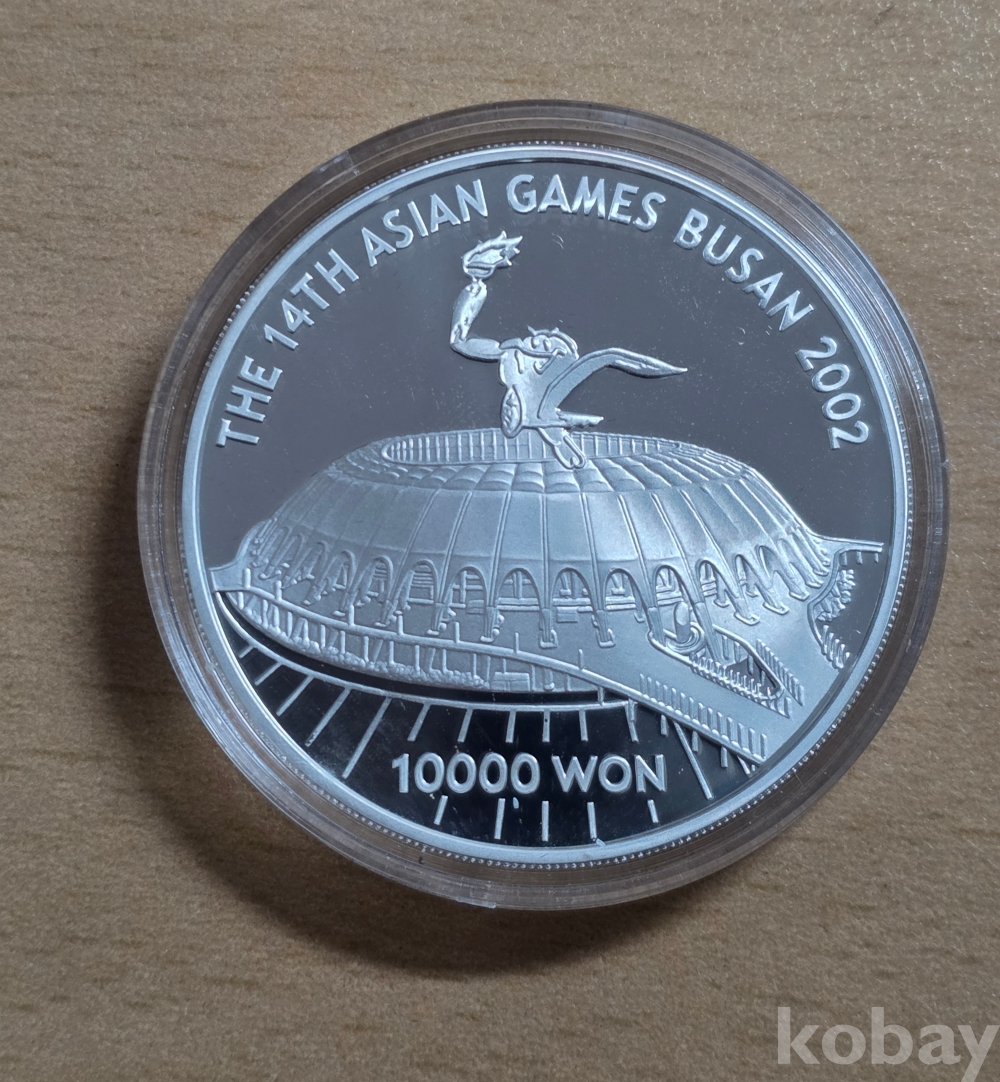 THE 14TH ASIAN GAMES BUSAN 2002
10000 WON
kobay